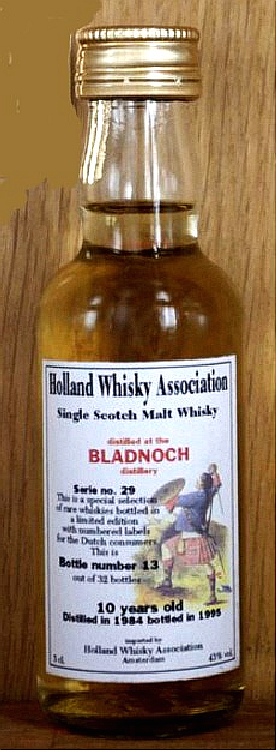 Holland Whisky Association
Single Scotch Malt Whisky
distilled at the
BLADNOCH
distillery
Serie no. 29
This is a special selection
of rare whiskies bottled in
a limited edition
with numbered labels
for the Dutch consumers
This is
Bottle number 13
out of 32 bottles
10 years old
Distilled in 1984 bottled in 1995
imported by
Holland Whisky Association
Amsterdam
5 cl.
43% vol.